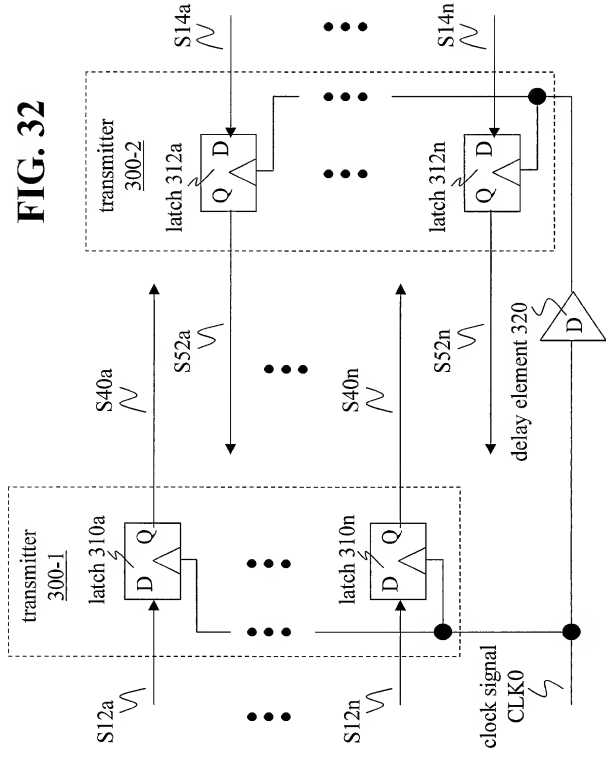 FIG. 32
transmitter
300-1
transmitter
300-2
S12a
latch 310a
D
Q
S40a
S52a
latch 312a
Q
D
S14a
S12n
latch 310n
D
Q
S40n
S52n
latch 312n
Q
D
S14n
clock signal
CLK0
delay element 320
D